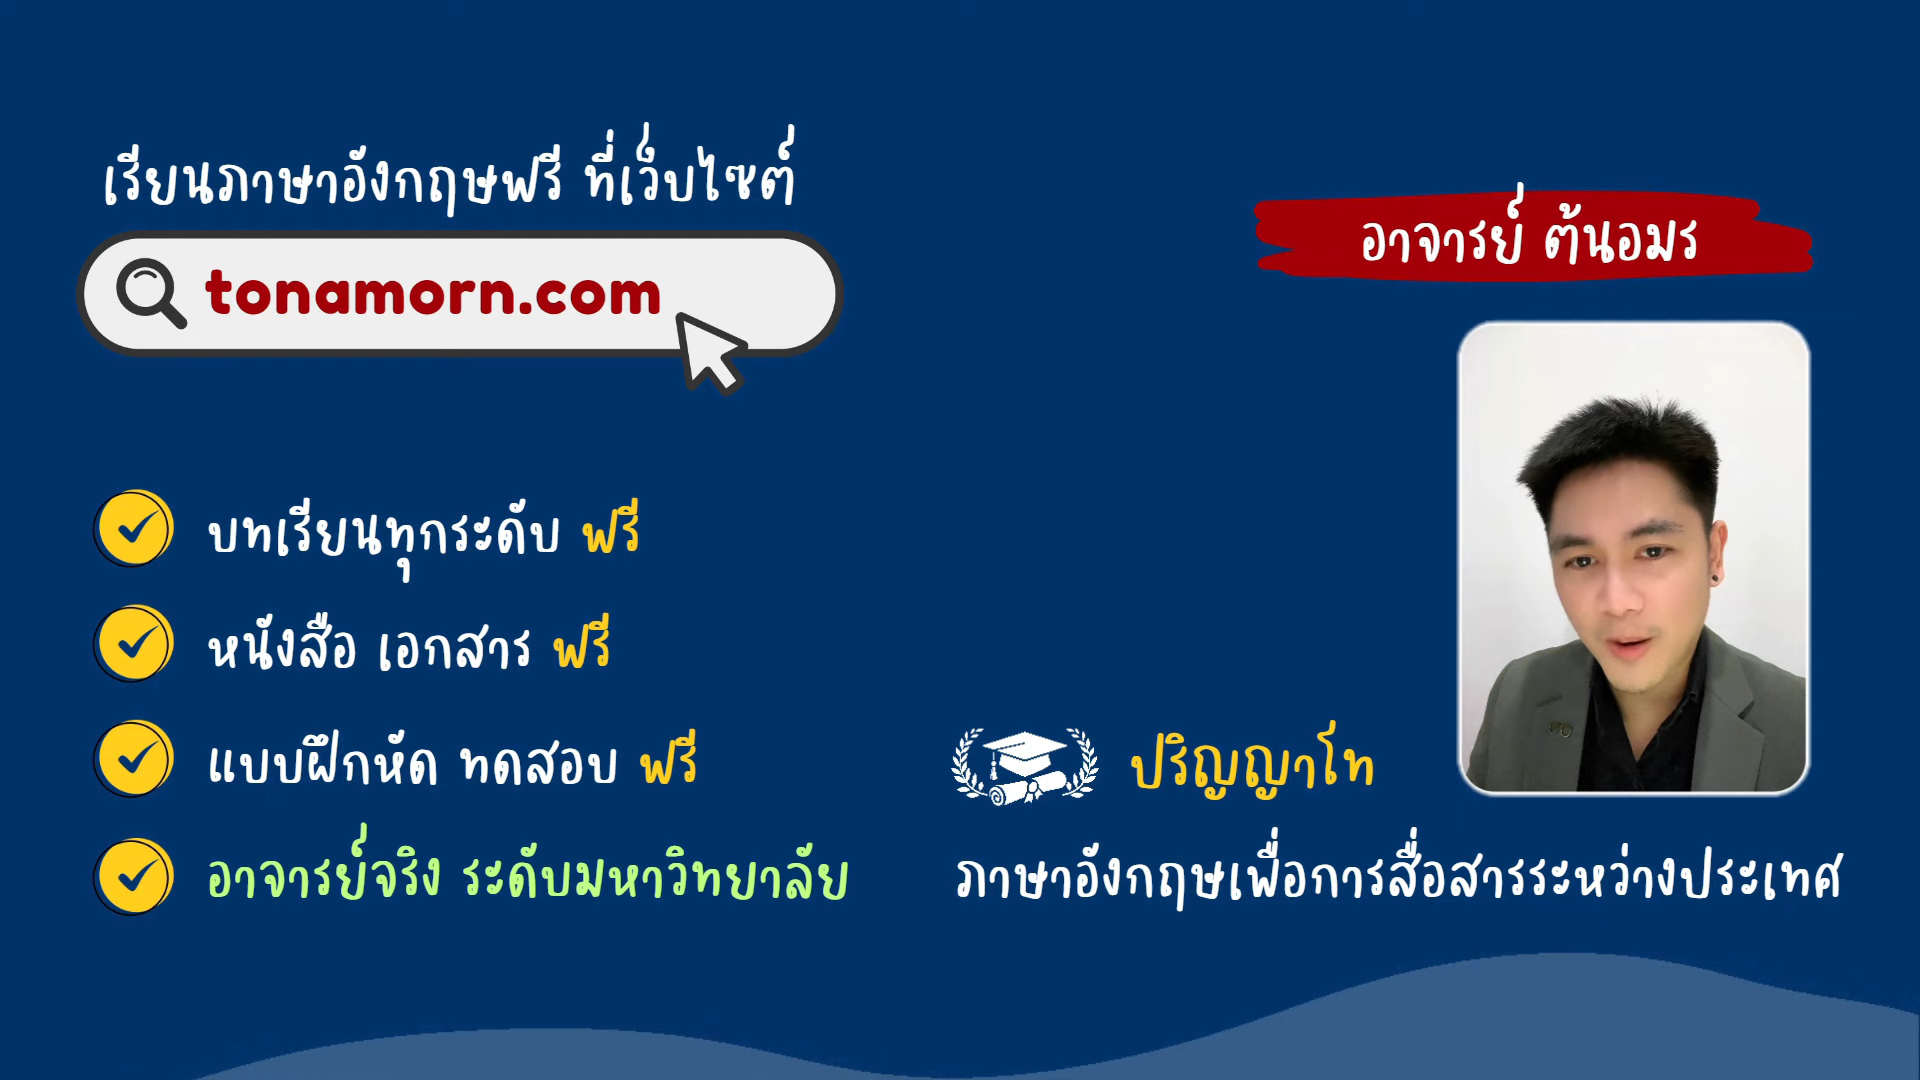 เรียนภาษาอังกฤษฟรี ที่เว็บไซต์
tonamorn.com
บทเรียนทุกระดับ ฟรี
หนังสือ เอกสาร ฟรี
แบบฝึกหัด ทดสอบ ฟรี
อาจารย์จริง ระดับมหาวิทยาลัย
อาจารย์ ต้นอมร
ปริญญาโท
ภาษาอังกฤษเพื่อการสื่อสารระหว่างประเทศ